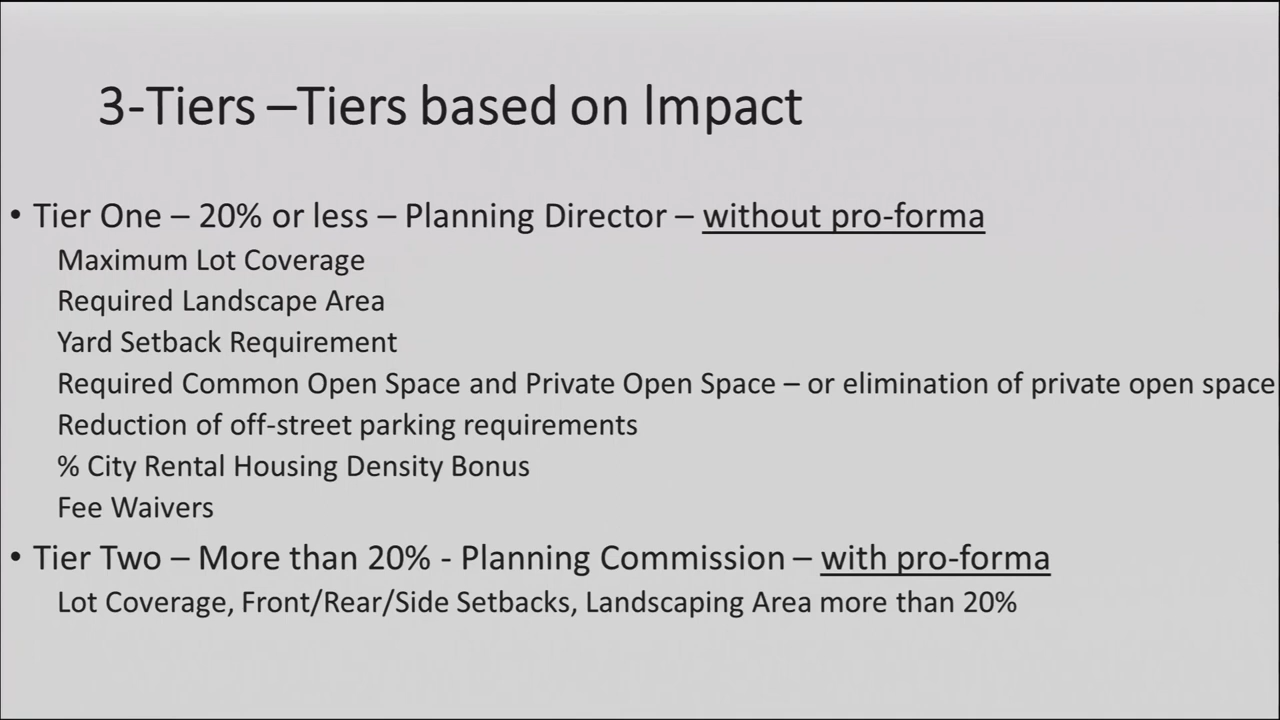 3-Tiers –Tiers based on Impact
• Tier One – 20% or less – Planning Director – without pro-forma
Maximum Lot Coverage
Required Landscape Area
Yard Setback Requirement
Required Common Open Space and Private Open Space – or elimination of private open space
Reduction of off-street parking requirements
% City Rental Housing Density Bonus
Fee Waivers
• Tier Two – More than 20% - Planning Commission – with pro-forma
Lot Coverage, Front/Rear/Side Setbacks, Landscaping Area more than 20%